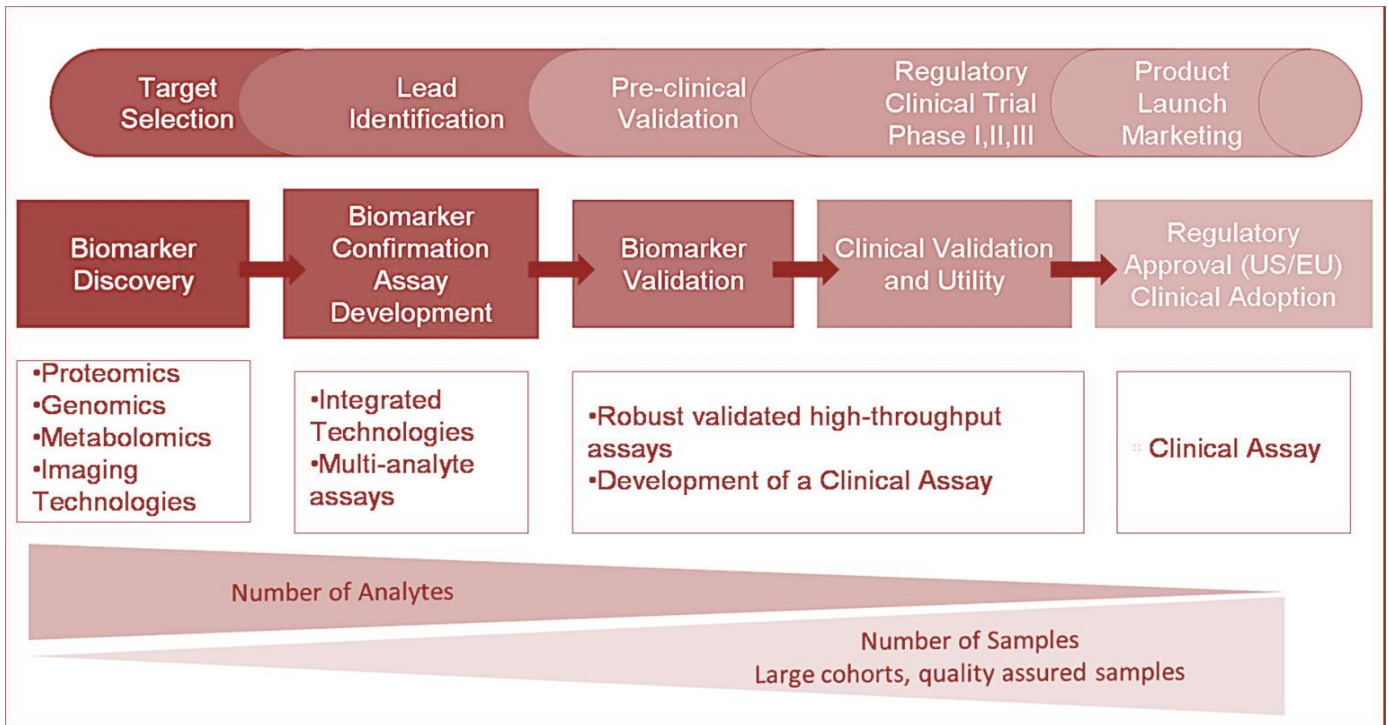 Target
Selection
Lead
Identification
Pre-clinical
Validation
Regulatory
Clinical Trial
Phase I,II,III
Product
Launch
Marketing
Biomarker
Discovery
Biomarker
Confirmation
Assay
Development
Biomarker
Validation
Clinical Validation
and Utility
Regulatory
Approval (US/EU)
Clinical Adoption
•Proteomics
•Genomics
•Metabolomics
•Imaging
Technologies
•Integrated
Technologies
•Multi-analyte
assays
•Robust validated high-throughput
assays
•Development of a Clinical Assay
▫ Clinical Assay
Number of Analytes
Number of Samples
Large cohorts, quality assured samples